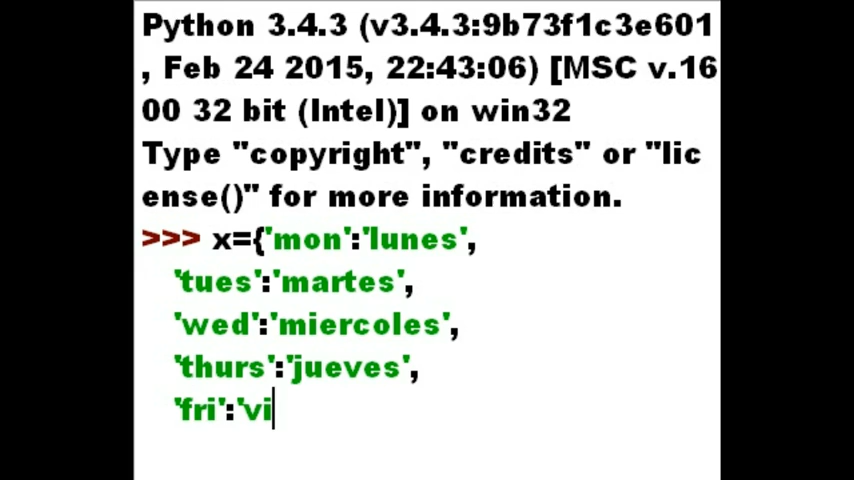 Python 3.4.3 (v3.4.3:9b73f1c3e601
, Feb 24 2015, 22:43:06) [MSC v.16
00 32 bit (Intel)] on win32
Type "copyright", "credits" or "lic
ense()" for more information.
>>> x={'mon':'lunes',
'tues':'martes',
'wed':'miercoles',
'thurs':'jueves',
'fri':'vi